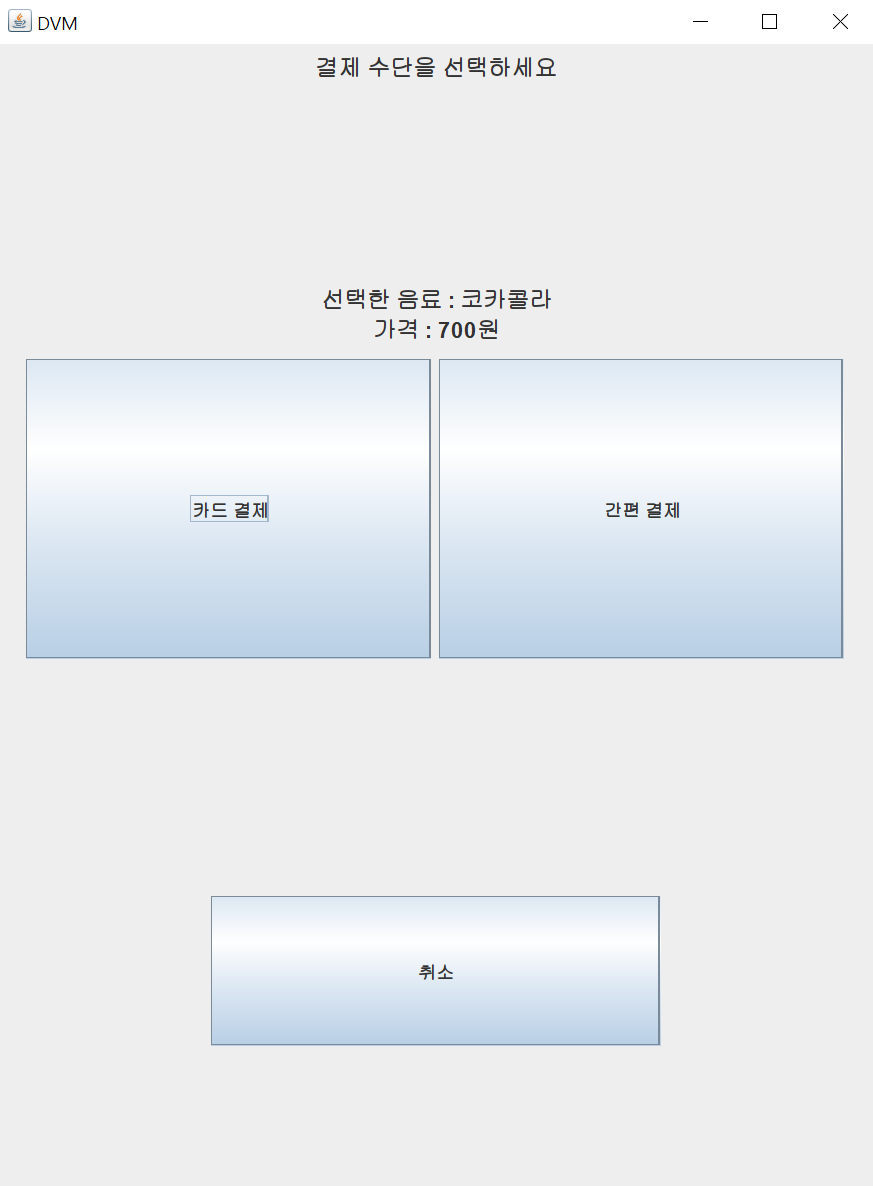 DVM
결제 수단을 선택하세요
선택한 음료 : 코카콜라
가격 : 700원
카드 결제
간편 결제
취소